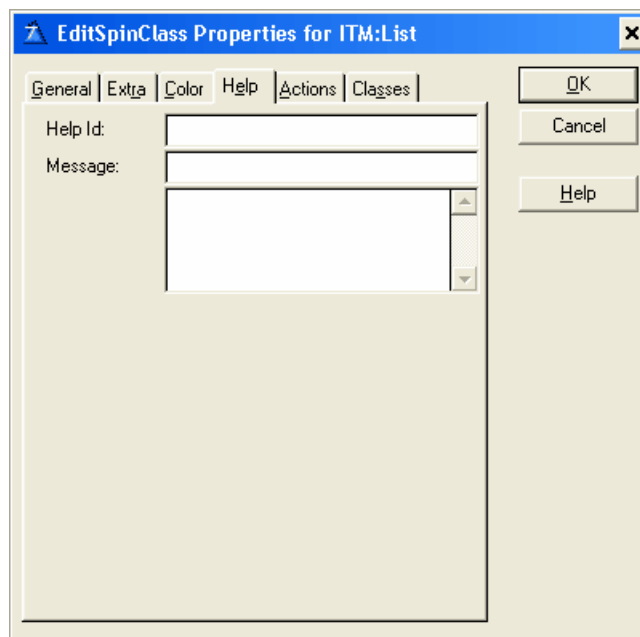 EditSpinClass Properties for ITM:List
General Extra Color Help Actions Classes
OK
Help Id:
Cancel
Message:
Help